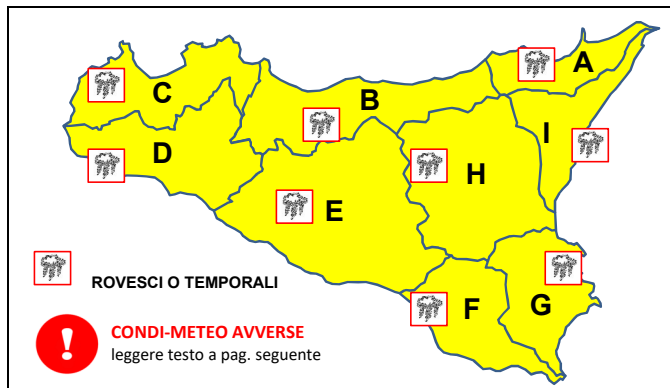 A
C
B
I
D
H
E
G
F
ROVESCI O TEMPORALI
!
CONDI-METEO AVVERSE
leggere testo a pag. seguente